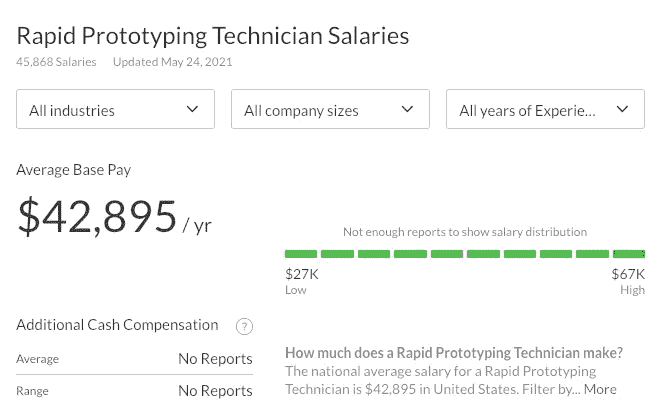 Rapid Prototyping Technician Salaries
45,868 Salaries Updated May 24, 2021
All industries All company sizes All years of Experie...
Average Base Pay
$42,895 / yr
Not enough reports to show salary distribution
$27K $67K
Low High
Additional Cash Compensation ?
Average No Reports
Range No Reports
How much does a Rapid Prototyping Technician make?
The national average salary for a Rapid Prototyping
Technician is $42,895 in United States. Filter by... More